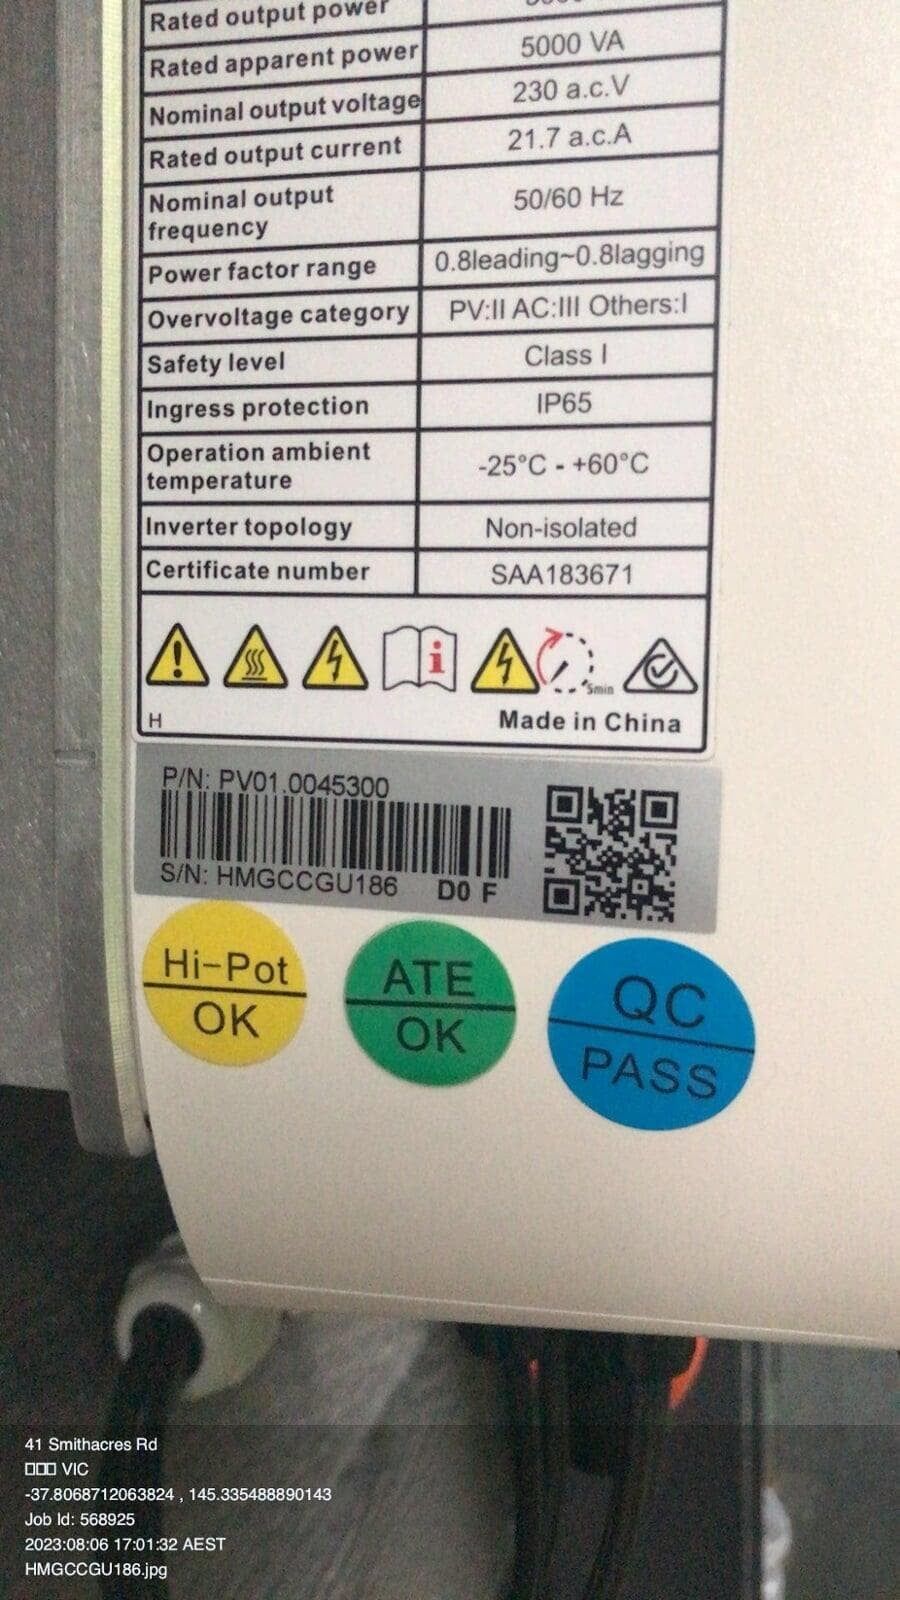 Rated output power
Rated apparent power 5000 VA
Nominal output voltage 230 a.c.V
Rated output current 21.7 a.c.A
Nominal output frequency 50/60 Hz
Power factor range 0.8leading~0.8lagging
Overvoltage category PV:II AC:III Others:I
Safety level Class I
Ingress protection IP65
Operation ambient temperature -25°C - +60°C
Inverter topology Non-isolated
Certificate number SAA183671
5min
H Made in China
P/N: PV01.0045300
S/N: HMGCCGU186 D0 F
Hi-Pot
OK
ATE
OK
QC
PASS
41 Smithacres Rd
VIC
-37.8068712063824 , 145.335488890143
Job Id: 568925
2023:08:06 17:01:32 AEST
HMGCCGU186.jpg